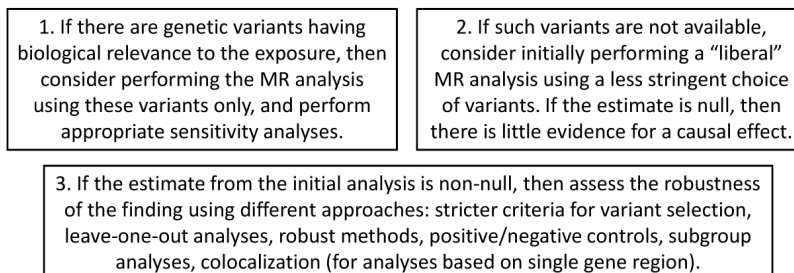 1. If there are genetic variants having
biological relevance to the exposure, then
consider performing the MR analysis
using these variants only, and perform
appropriate sensitivity analyses.
2. If such variants are not available,
consider initially performing a “liberal”
MR analysis using a less stringent choice
of variants. If the estimate is null, then
there is little evidence for a causal effect.
3. If the estimate from the initial analysis is non-null, then assess the robustness
of the finding using different approaches: stricter criteria for variant selection,
leave-one-out analyses, robust methods, positive/negative controls, subgroup
analyses, colocalization (for analyses based on single gene region).